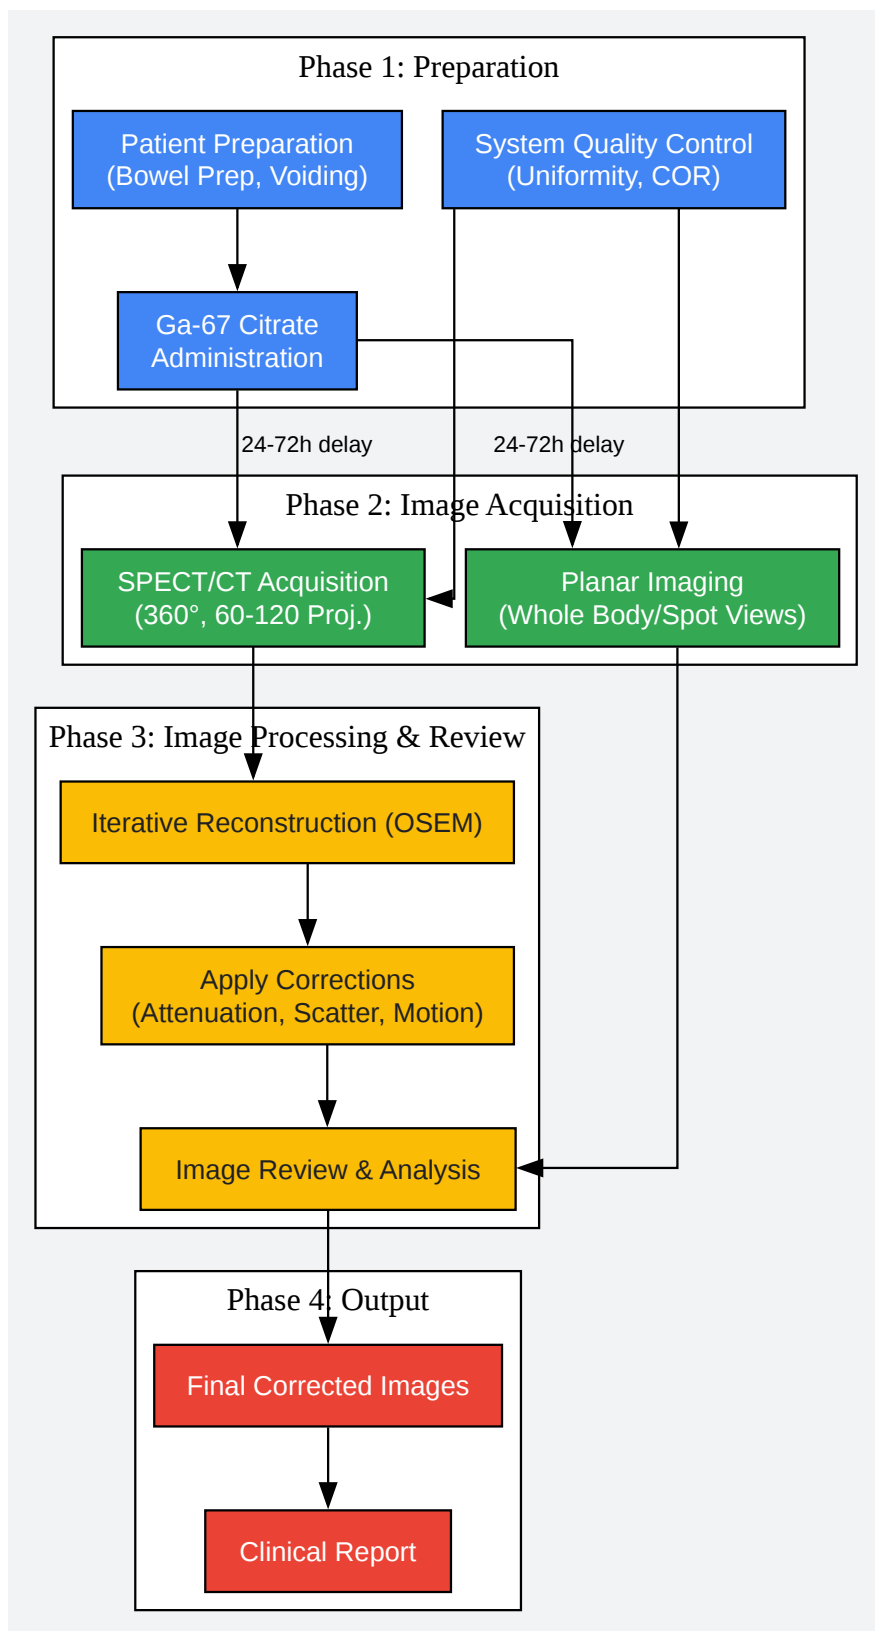 Phase 1: Preparation
Patient Preparation
(Bowel Prep, Voiding)
System Quality Control
(Uniformity, COR)
Ga-67 Citrate
Administration
24-72h delay
24-72h delay
Phase 2: Image Acquisition
SPECT/CT Acquisition
(360°, 60-120 Proj.)
Planar Imaging
(Whole Body/Spot Views)
Phase 3: Image Processing & Review
Iterative Reconstruction (OSEM)
Apply Corrections
(Attenuation, Scatter, Motion)
Image Review & Analysis
Phase 4: Output
Final Corrected Images
Clinical Report